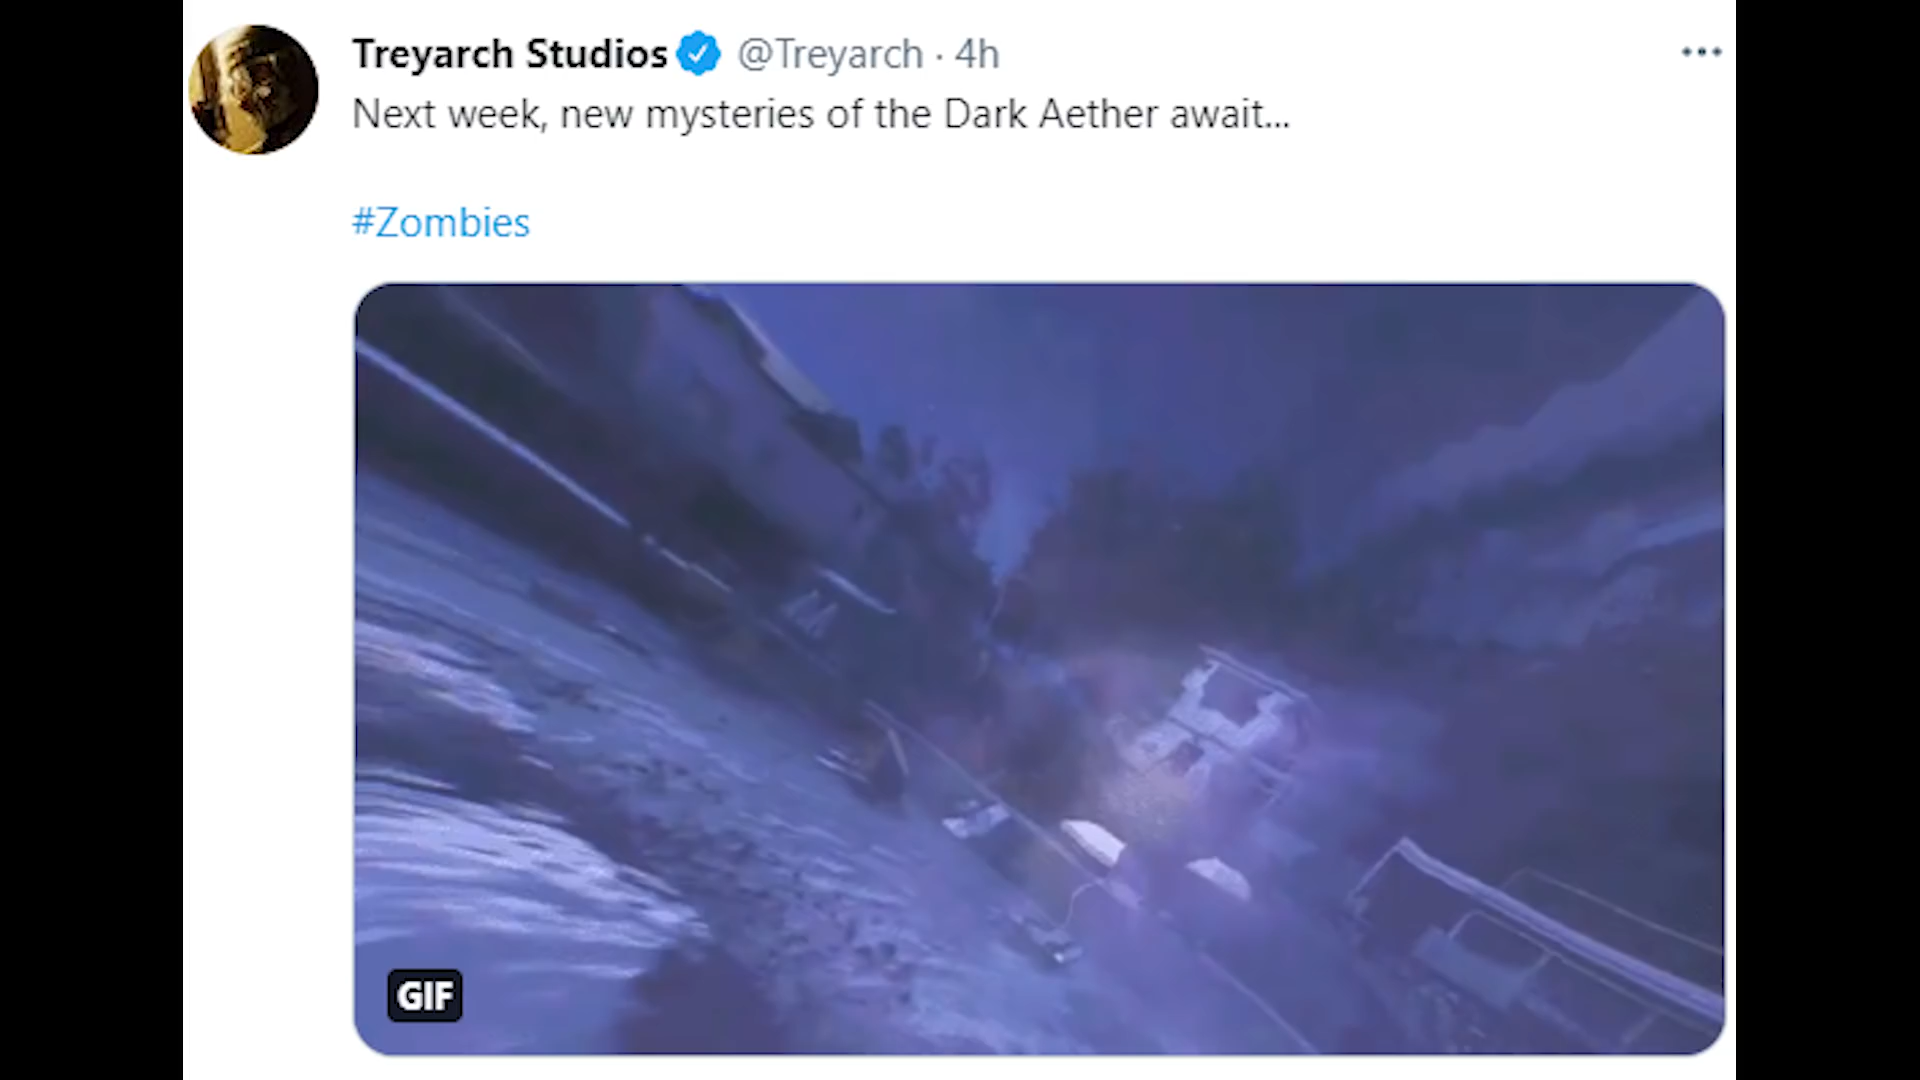 Treyarch Studios @Treyarch · 4h
Next week, new mysteries of the Dark Aether await...
#Zombies
GIF